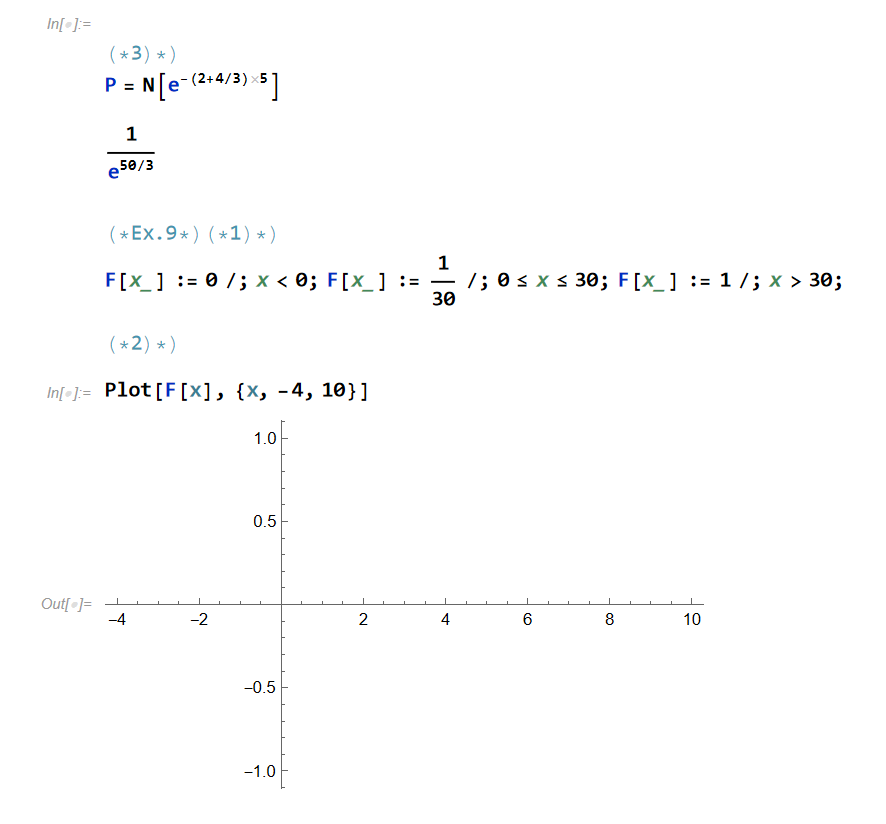 In[•]:=
(*3)*)
P = N[e^-(2+4/3)×5]
1
e^50/3
(*Ex.9*)(*1)*)
F[x_] := 0 /; x < 0; F[x_] := 1/30 /; 0 ≤ x ≤ 30; F[x_] := 1 /; x > 30;
(*2)*)
In[•]:= Plot[F[x], {x, -4, 10}]
1.0
0.5
Out[•]=
-4 -2 2 4 6 8 10
-0.5
-1.0